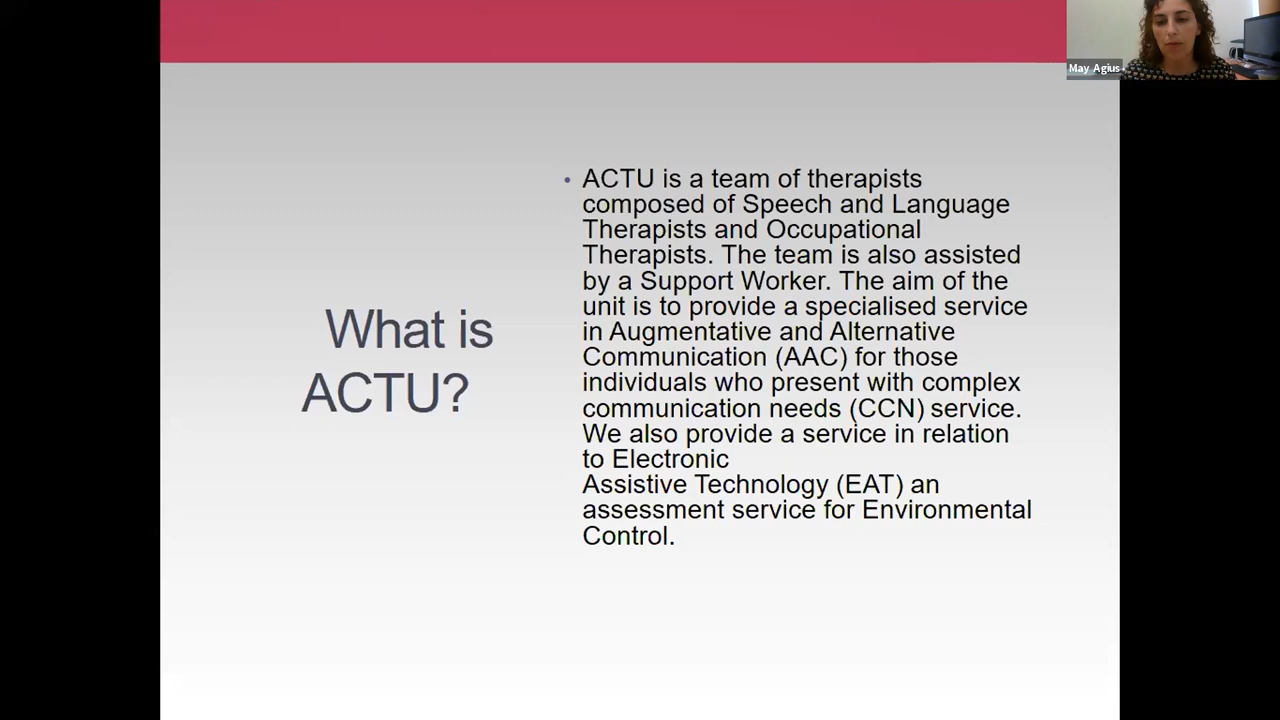 May Agius
What is
ACTU?
• ACTU is a team of therapists
composed of Speech and Language
Therapists and Occupational
Therapists. The team is also assisted
by a Support Worker. The aim of the
unit is to provide a specialised service
in Augmentative and Alternative
Communication (AAC) for those
individuals who present with complex
communication needs (CCN) service.
We also provide a service in relation
to Electronic
Assistive Technology (EAT) an
assessment service for Environmental
Control.